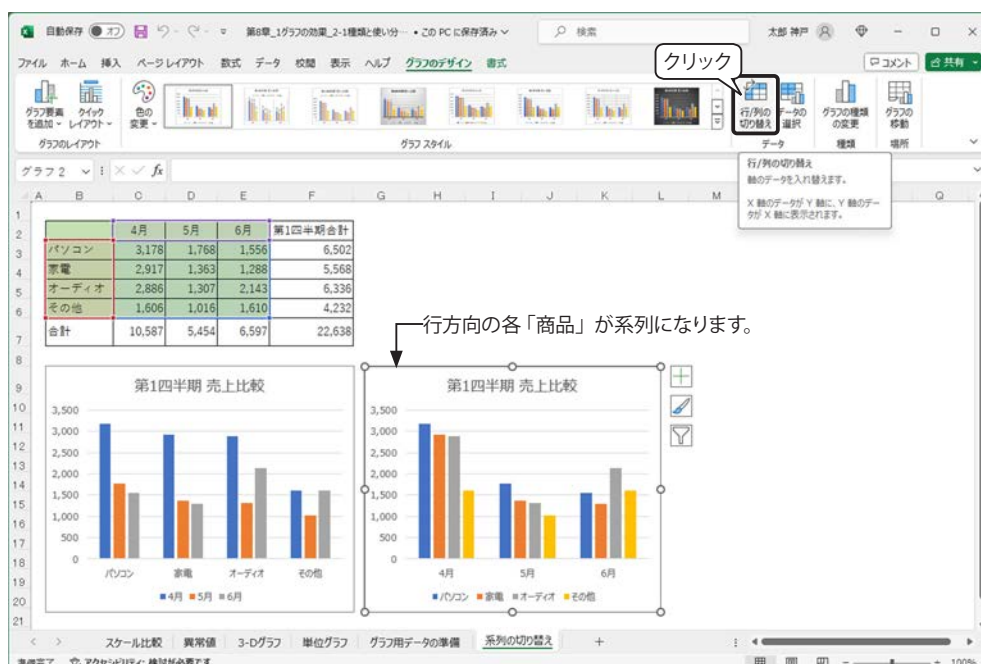 自動保存 オフ 第8章_1グラフの効果_2-1種類と使い分… • この PC に保存済み 検索 太郎 神戸
ファイル ホーム 挿入 ページ レイアウト 数式 データ 校閲 表示 ヘルプ グラフのデザイン 書式 コメント 共有
クリック
グラフ要素を追加 クイックレイアウト 色の変更 行/列の切り替え データの選択 グラフの種類の変更 グラフの移動
グラフのレイアウト グラフ スタイル データ 種類 場所
グラフ 2 fx
行/列の切り替え
軸のデータを入れ替えます。
X 軸のデータが Y 軸に、Y 軸のデー
タが X 軸に表示されます。
A B C D E F G H I J K L M Q
1
2 4月 5月 6月 第1四半期合計
3 パソコン 3,178 1,768 1,556 6,502
4 家電 2,917 1,363 1,288 5,568
5 オーディオ 2,886 1,307 2,143 6,336
6 その他 1,606 1,016 1,610 4,232
7 合計 10,587 5,454 6,597 22,638
行方向の各「商品」が系列になります。
8
9
10
11
12
13
14
15
16
17
18
19
20
21
第1四半期 売上比較
3,500
3,000
2,500
2,000
1,500
1,000
500
0
パソコン 家電 オーディオ その他
4月 5月 6月
第1四半期 売上比較
3,500
3,000
2,500
2,000
1,500
1,000
500
0
4月 5月 6月
パソコン 家電 オーディオ その他
スケール比較 異常値 3-Dグラフ 単位グラフ グラフ用データの準備 系列の切り替え +
準備完了 アクセシビリティ: 検討が必要です 100%